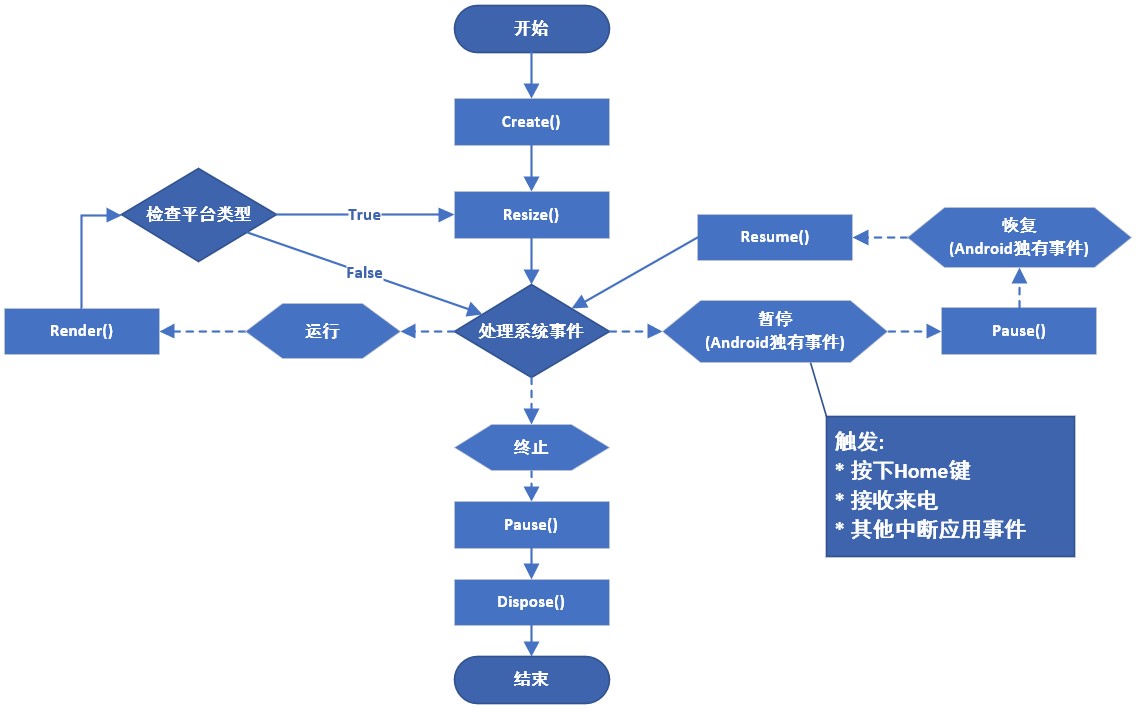 开始
Create()
检查平台类型
True
Resize()
Resume()
恢复
(Android独有事件)
False
Render()
运行
处理系统事件
暂停
(Android独有事件)
Pause()
终止
触发:
* 按下Home键
* 接收来电
* 其他中断应用事件
Pause()
Dispose()
结束